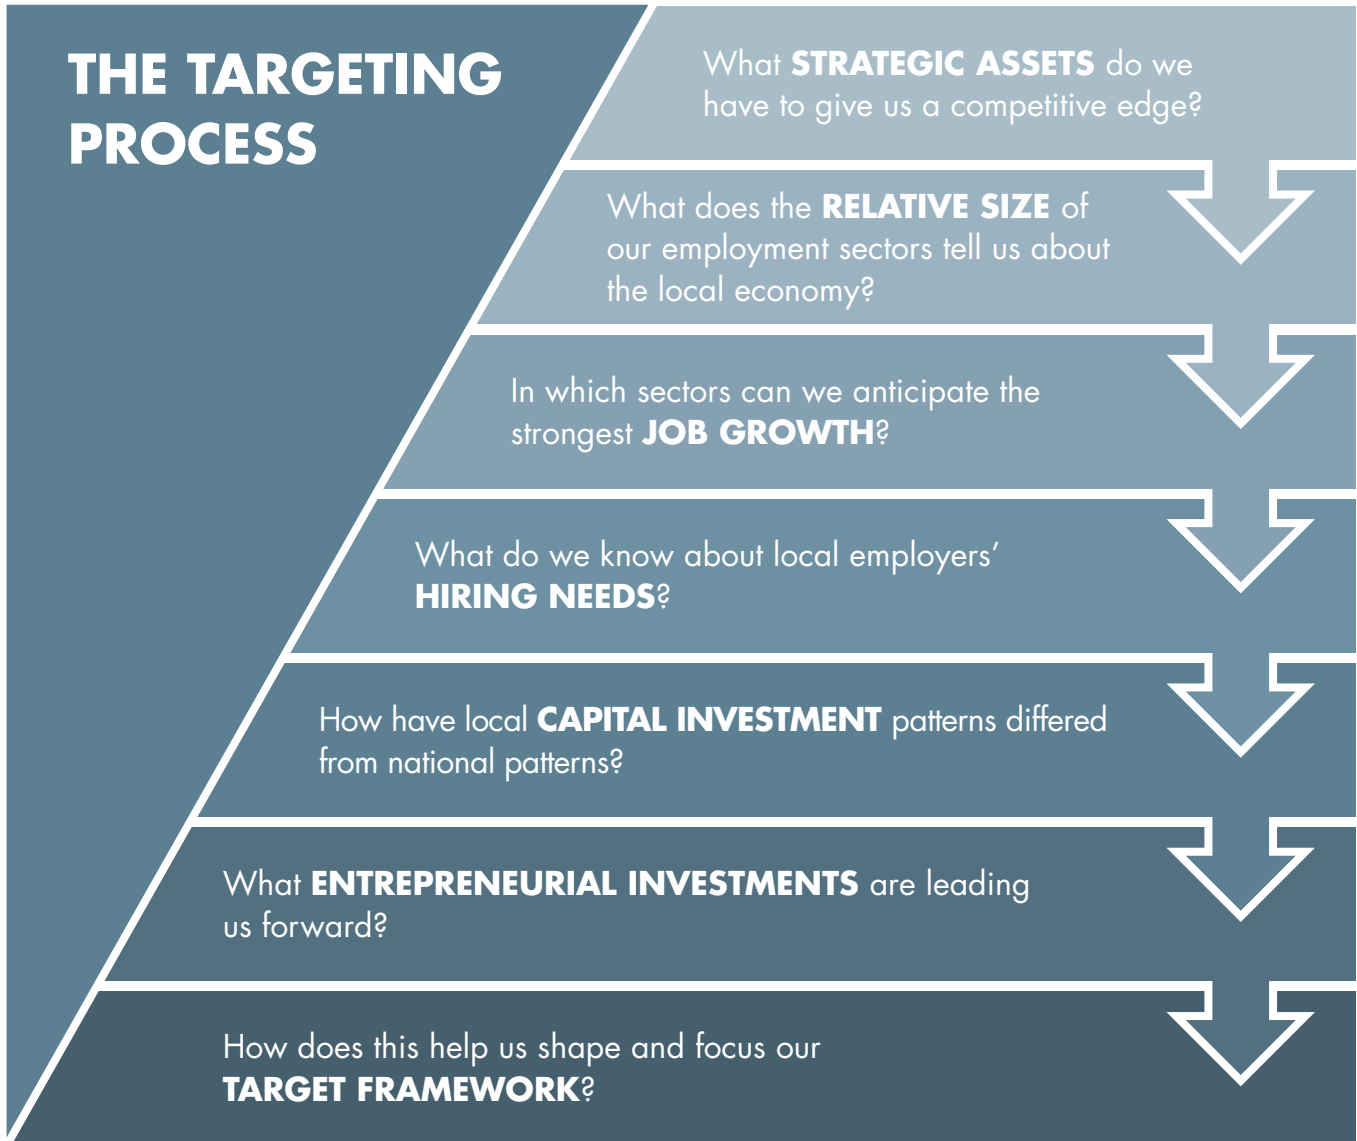 THE TARGETING
PROCESS
What STRATEGIC ASSETS do we
have to give us a competitive edge?
What does the RELATIVE SIZE of
our employment sectors tell us about
the local economy?
In which sectors can we anticipate the
strongest JOB GROWTH?
What do we know about local employers’
HIRING NEEDS?
How have local CAPITAL INVESTMENT patterns differed
from national patterns?
What ENTREPRENEURIAL INVESTMENTS are leading
us forward?
How does this help us shape and focus our
TARGET FRAMEWORK?